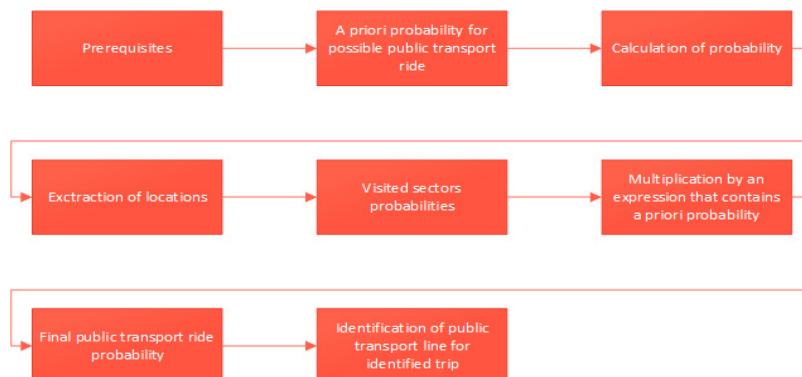 Prerequisites
A priori probability for
possible public transport
ride
Calculation of probability
Exctraction of locations
Visited sectors
probabilities
Multiplication by an
expression that contains
a priori probability
Final public transport ride
probability
Identification of public
transport line for
identified trip